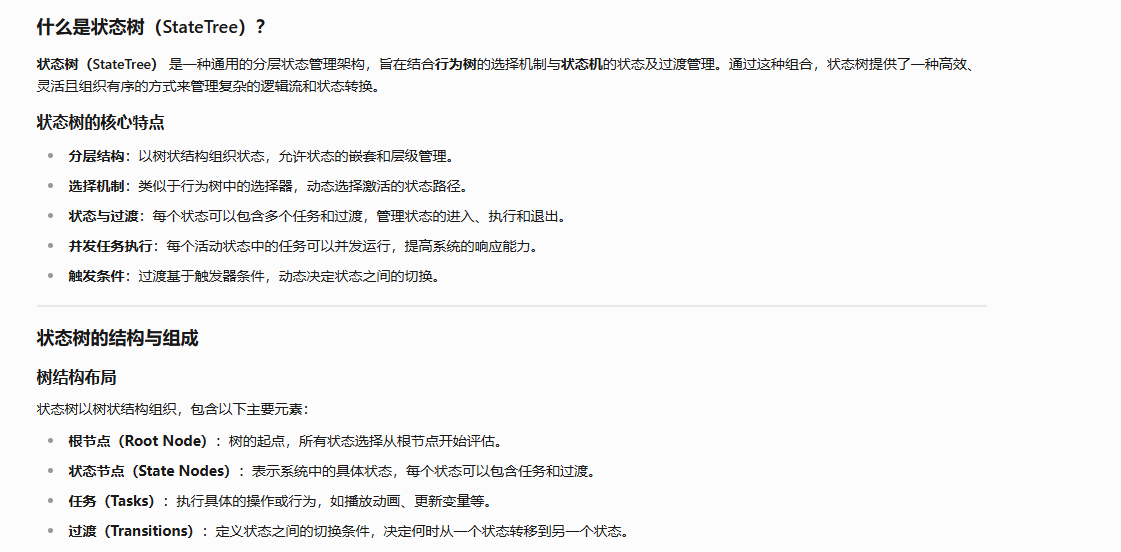 什么是状态树（StateTree）？
状态树（StateTree） 是一种通用的分层状态管理架构，旨在结合行为树的选择机制与状态机的状态及过渡管理。通过这种组合，状态树提供了一种高效、
灵活且组织有序的方式来管理复杂的逻辑流和状态转换。
状态树的核心特点
• 分层结构：以树状结构组织状态，允许状态的嵌套和层级管理。
• 选择机制：类似于行为树中的选择器，动态选择激活的状态路径。
• 状态与过渡：每个状态可以包含多个任务和过渡，管理状态的进入、执行和退出。
• 并发任务执行：每个活动状态中的任务可以并发运行，提高系统的响应能力。
• 触发条件：过渡基于触发器条件，动态决定状态之间的切换。
状态树的结构与组成
树结构布局
状态树以树状结构组织，包含以下主要元素：
• 根节点（Root Node）：树的起点，所有状态选择从根节点开始评估。
• 状态节点（State Nodes）：表示系统中的具体状态，每个状态可以包含任务和过渡。
• 任务（Tasks）：执行具体的操作或行为，如播放动画、更新变量等。
• 过渡（Transitions）：定义状态之间的切换条件，决定何时从一个状态转移到另一个状态。